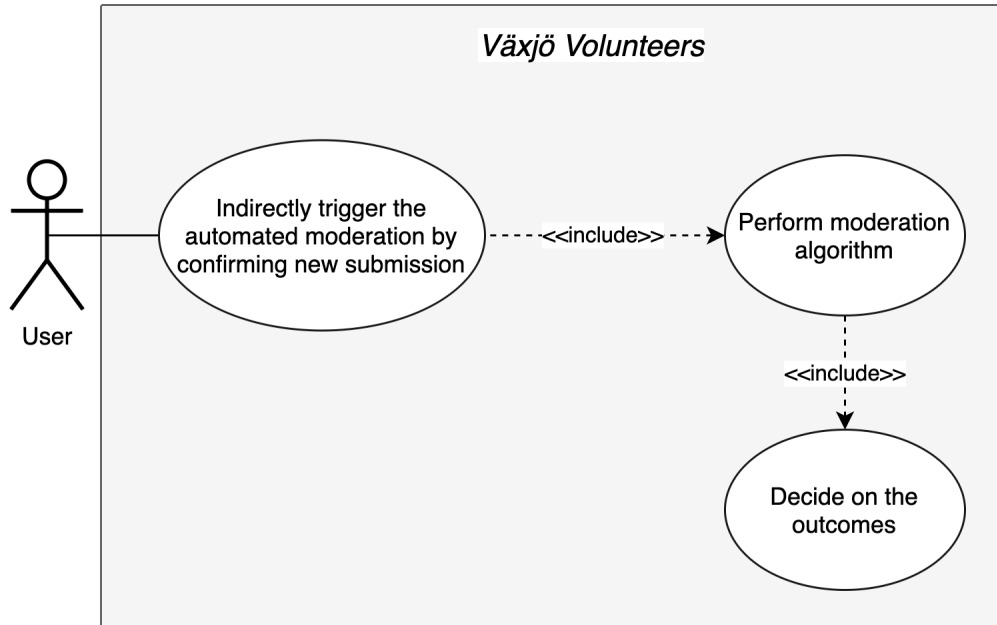 Växjö Volunteers
Indirectly trigger the
automated moderation by
confirming new submission
<<include>>
Perform moderation
algorithm
User
<<include>>
Decide on the
outcomes